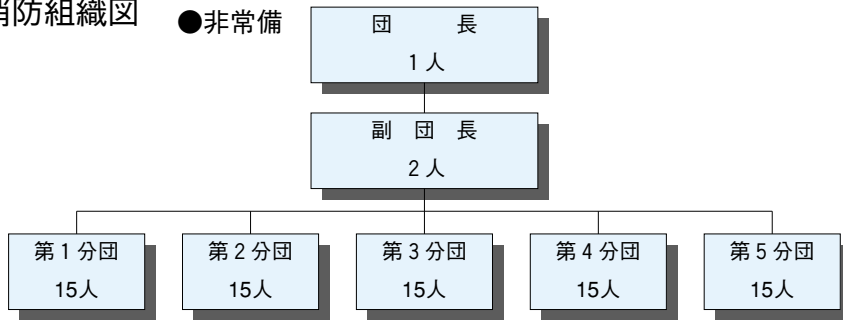 消防組織図
●非常備
団長
1人
副団長
2人
第1分団
15人
第2分団
15人
第3分団
15人
第4分団
15人
第5分団
15人